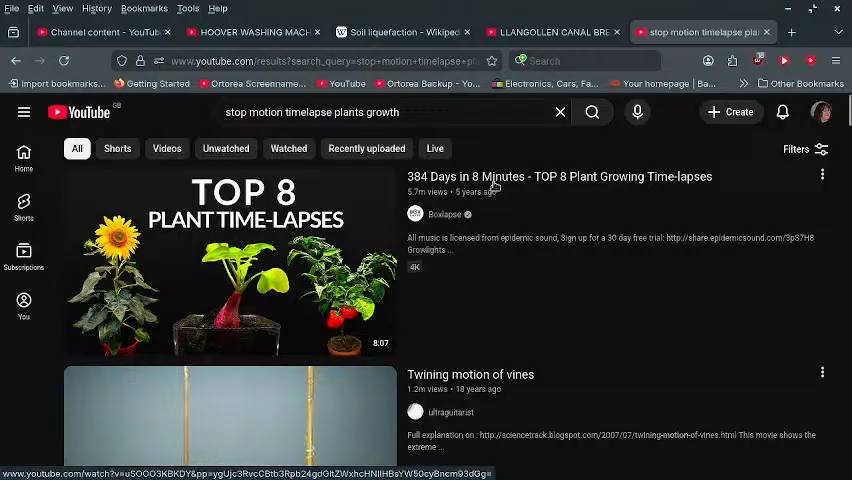 File Edit View History Bookmarks Tools Help
Channel content - YouTub
HOOVER WASHING MACH
Soil liquefaction - Wikiped
LLANGOLLEN CANAL BRE
stop motion timelapse plan
www.youtube.com/results?search_query=stop+motion+timelapse+pl
Search
Import bookmarks...
Getting Started
YouTube
Ortorea Screenname...
YouTube
Ortorea Backup - Yo...
Electronics, Cars, Fa...
Your homepage | Ba...
Other Bookmarks
YouTube GB
stop motion timelapse plants growth
Create
All Shorts Videos Unwatched Watched Recently uploaded Live
Filters
Home
Shorts
Subscriptions
You
TOP 8
PLANT TIME-LAPSES
8:07
384 Days in 8 Minutes - TOP 8 Plant Growing Time-lapses
5.7m views • 5 years ago
Boxlapse
All music is licensed from epidemic sound, Sign up for a 30 day free trial: http://share.epidemicsound.com/3pS7H8
Growlights ...
4K
Twining motion of vines
1.2m views • 18 years ago
ultraguitarist
Full explanation on : http://sciencetrack.blogspot.com/2007/07/twining-motion-of-vines.html This movie shows the
extreme ...